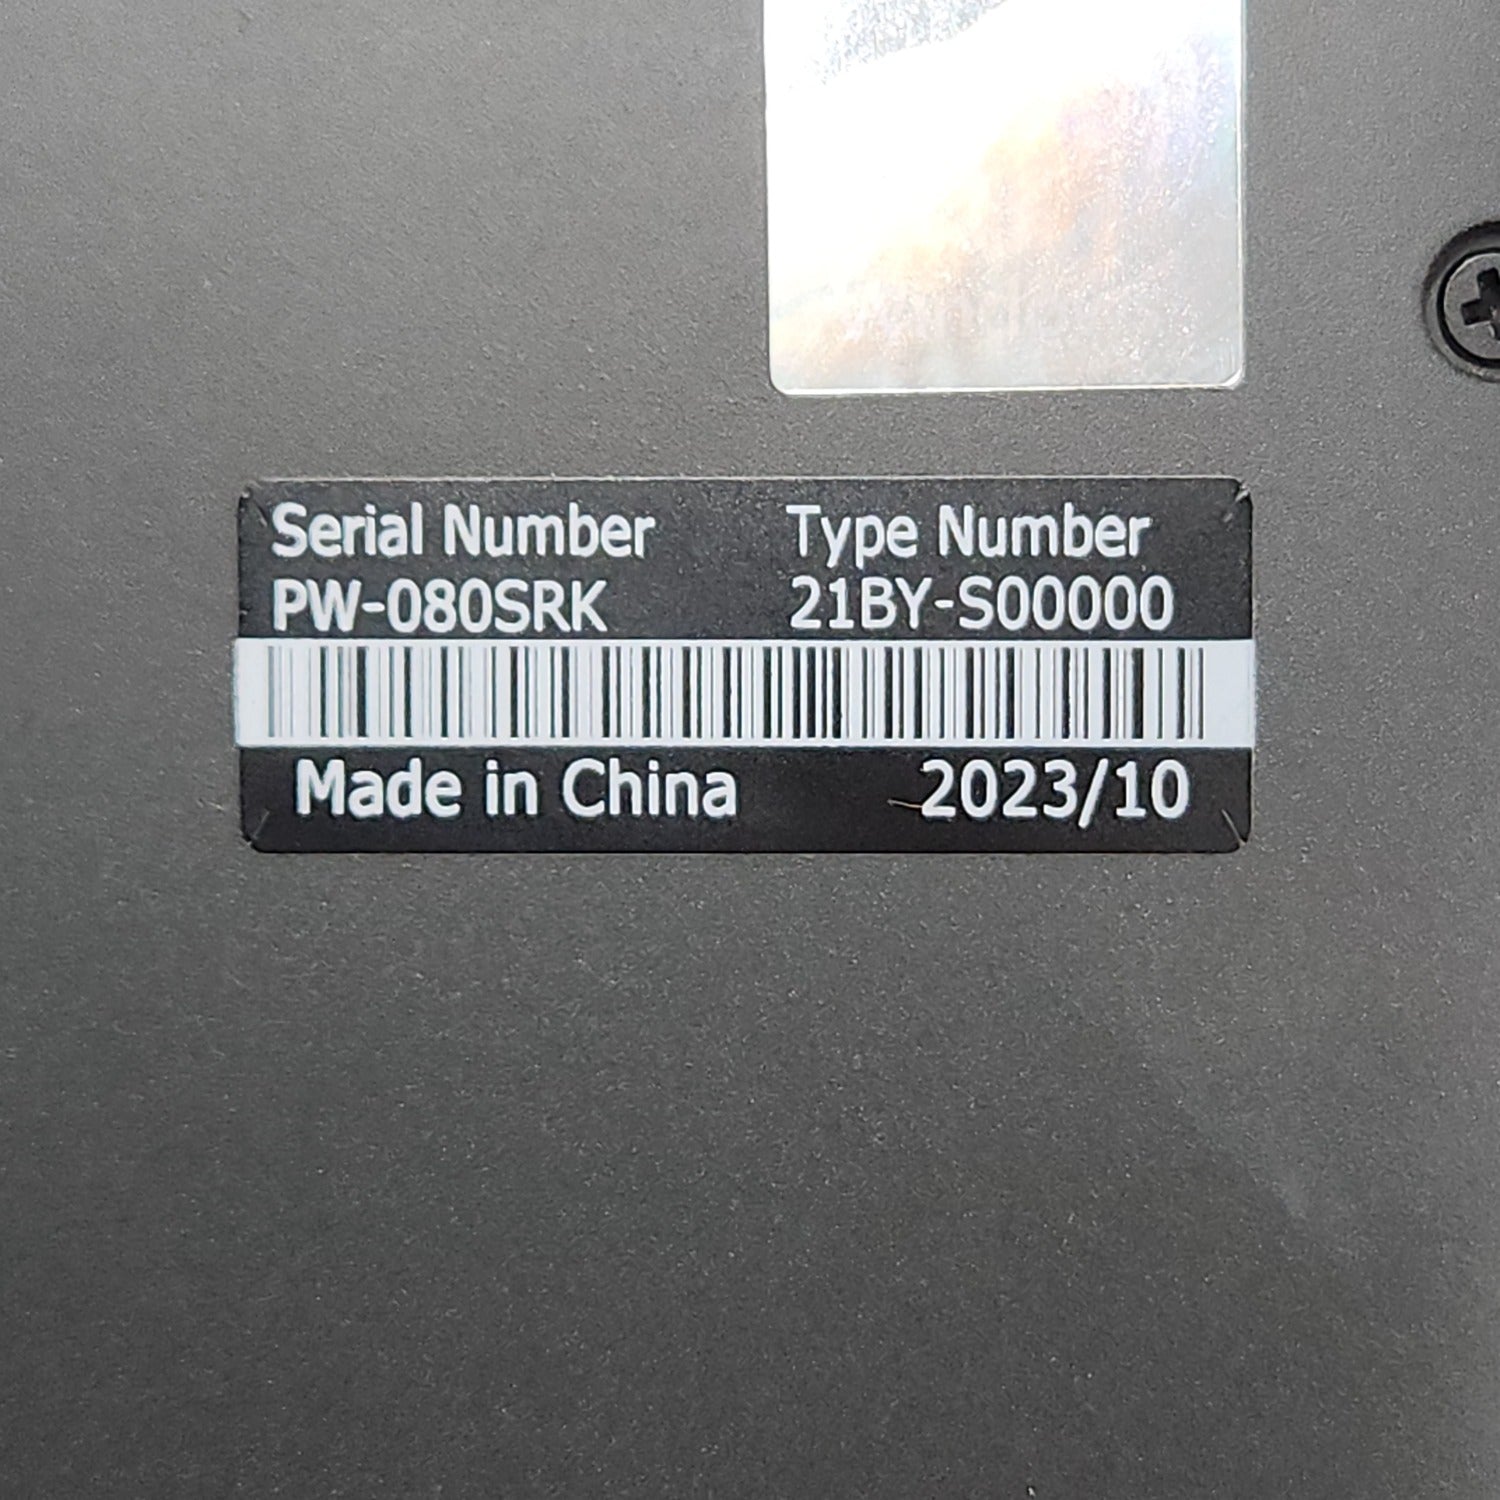 Serial Number Type Number
PW-080SRK 21BY-S00000
Made in China 2023/10